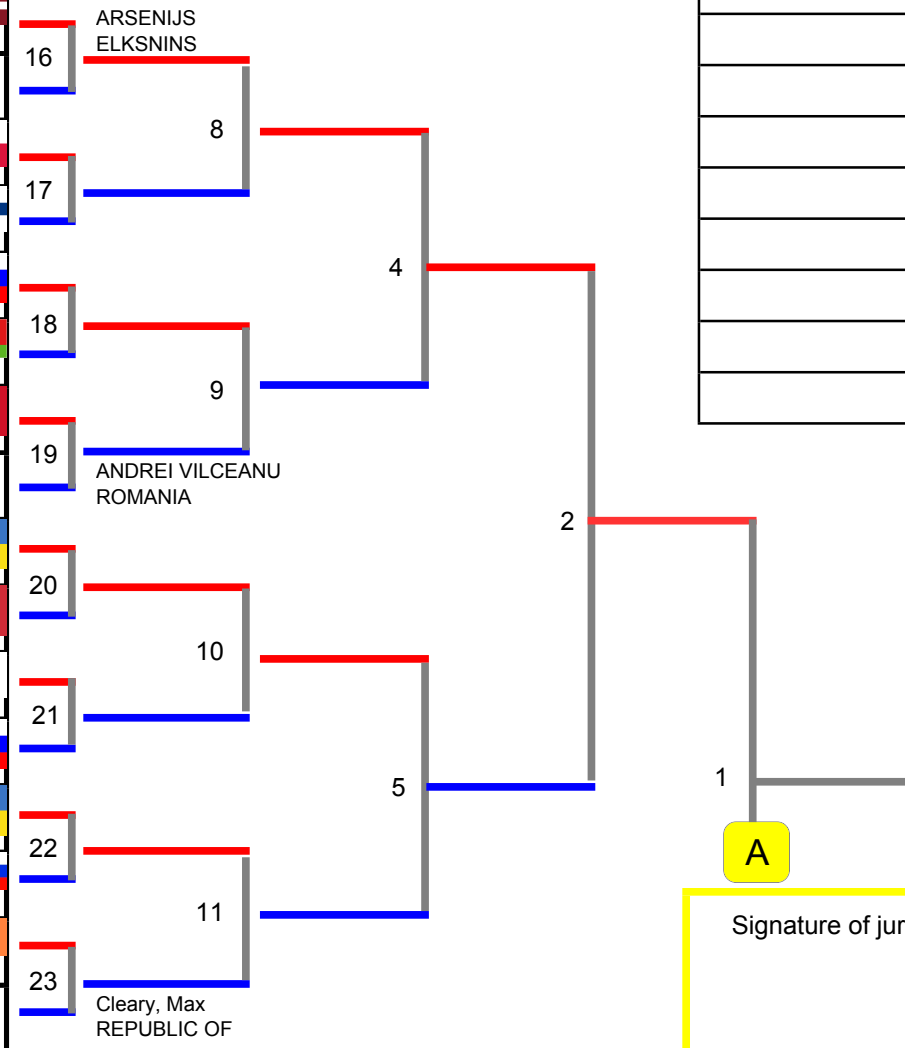 ARSENIJS
ELKSNINS
16
8
17
4
18
9
19
ANDREI VILCEANU
ROMANIA
2
20
10
21
5
1
22
A
11
Signature of jur
23
Cleary, Max
REPUBLIC OF